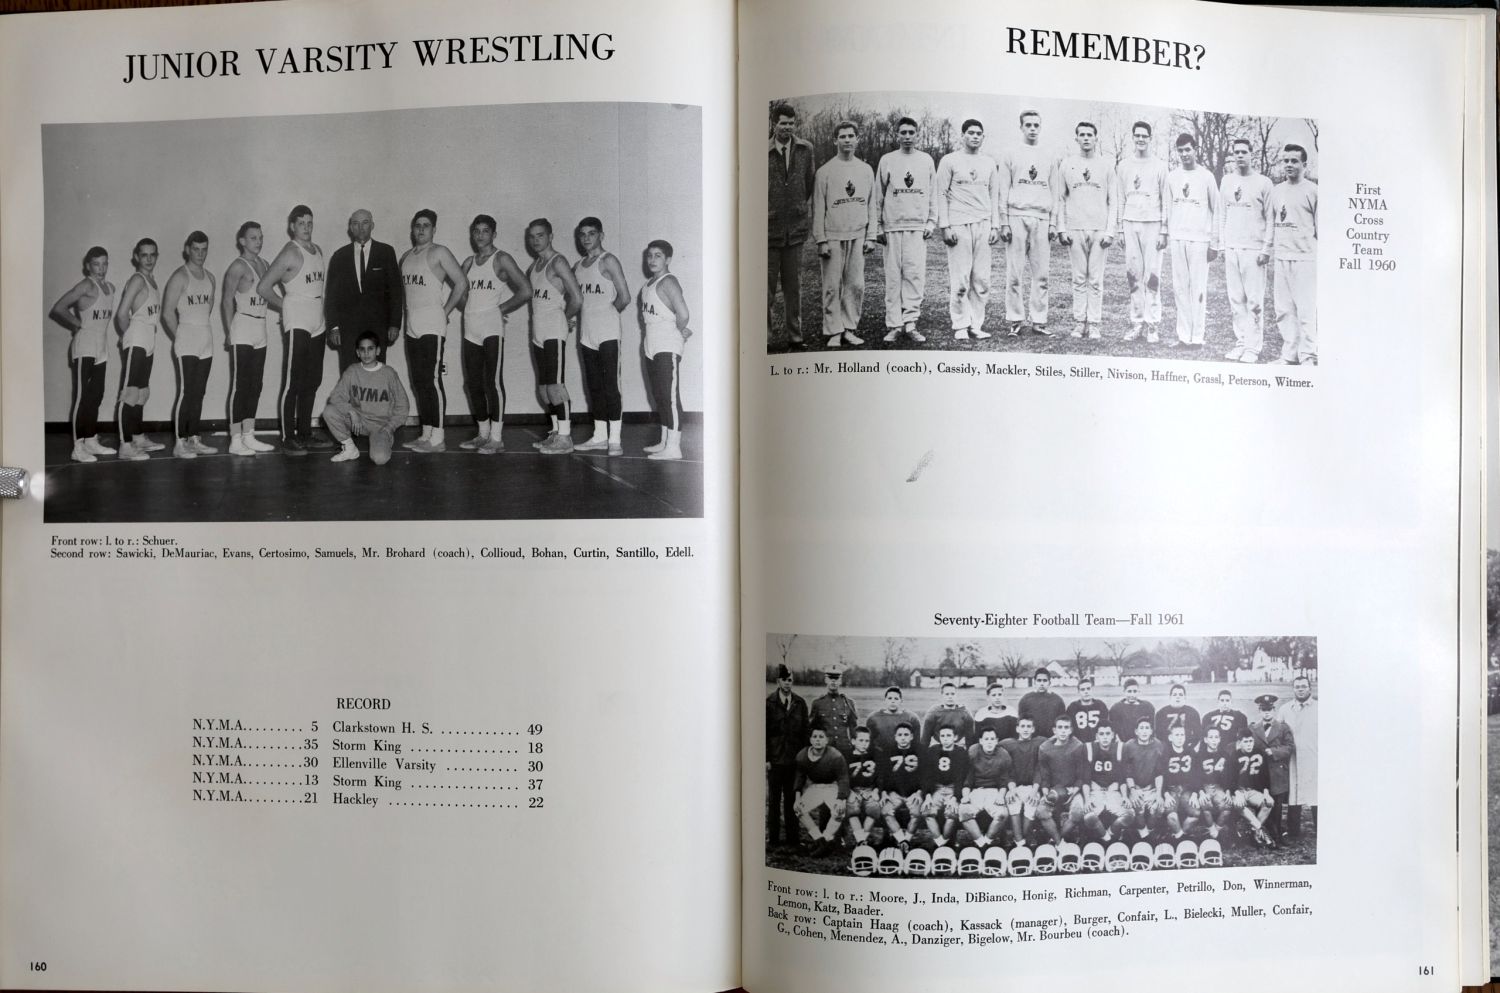 JUNIOR VARSITY WRESTLING
N.Y.M
N.Y
N.Y.M
N.Y.
N.Y.M
Y.M.A.
Y.M.A.
M.A.
Y.M.A.
M.A.
NYMA
Front row: l. to r.: Schuer.
Second row: Sawicki, DeMauriac, Evans, Certosimo, Samuels, Mr. Brohard (coach), Collioud, Bohan, Curtin, Santillo, Edell.
RECORD
N.Y.M.A........ 5 Clarkstown H. S. ........... 49
N.Y.M.A.........35 Storm King ............... 18
N.Y.M.A.........30 Ellenville Varsity .......... 30
N.Y.M.A.........13 Storm King ............... 37
N.Y.M.A.........21 Hackley .................. 22
160
REMEMBER?
First
NYMA
Cross
Country
Team
Fall 1960
L. to r.: Mr. Holland (coach), Cassidy, Mackler, Stiles, Stiller, Nivison, Haffner, Grassl, Peterson, Witmer.
Seventy-Eighter Football Team—Fall 1961
85 71 75
73 79 8 60 53 54 72
Front row: l. to r.: Moore, J., Inda, DiBianco, Honig, Richman, Carpenter, Petrillo, Don, Winnerman,
Lemon, Katz, Baader.
Back row: Captain Haag (coach), Kassack (manager), Burger, Confair, L., Bielecki, Muller, Confair,
G., Cohen, Menendez, A., Danziger, Bigelow, Mr. Bourbeu (coach).
161